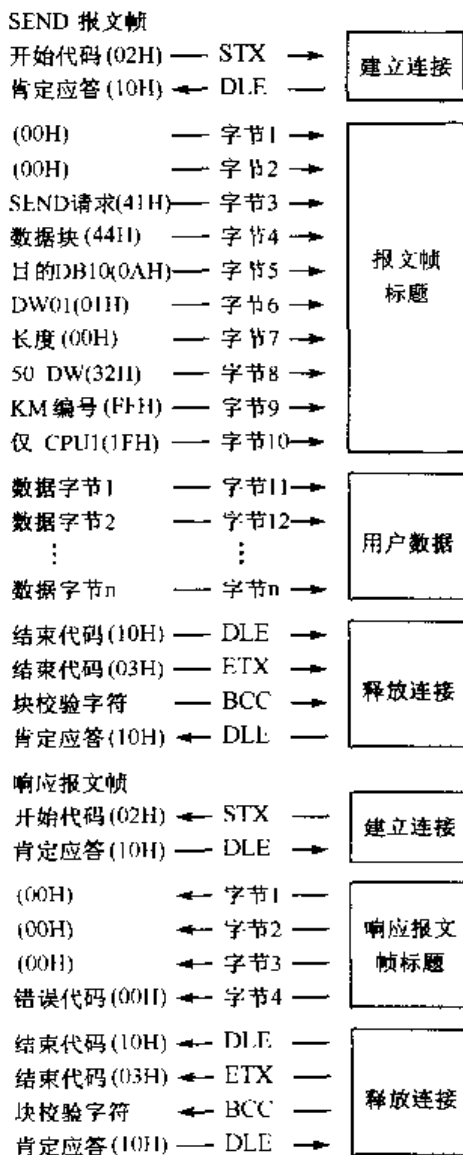 SEND 报文帧
开始代码(02H) STX
肯定应答(10H) DLE
建立连接
(00H) 字节1
(00H) 字节2
SEND请求(41H) 字节3
数据块(44H) 字节4
目的DB10(0AH) 字节5
DW01(01H) 字节6
长度(00H) 字节7
50 DW(32H) 字节8
KM编号(FFH) 字节9
仅 CPU1(1FH) 字节10
报文帧
标题
数据字节1 字节11
数据字节2 字节12
⋮ ⋮
数据字节n 字节n
用户数据
结束代码(10H) DLE
结束代码(03H) ETX
块校验字符 BCC
肯定应答(10H) DLE
释放连接
响应报文帧
开始代码(02H) STX
肯定应答(10H) DLE
建立连接
(00H) 字节1
(00H) 字节2
(00H) 字节3
错误代码(00H) 字节4
响应报文
帧标题
结束代码(10H) DLE
结束代码(03H) ETX
块校验字符 BCC
肯定应答(10H) DLE
释放连接